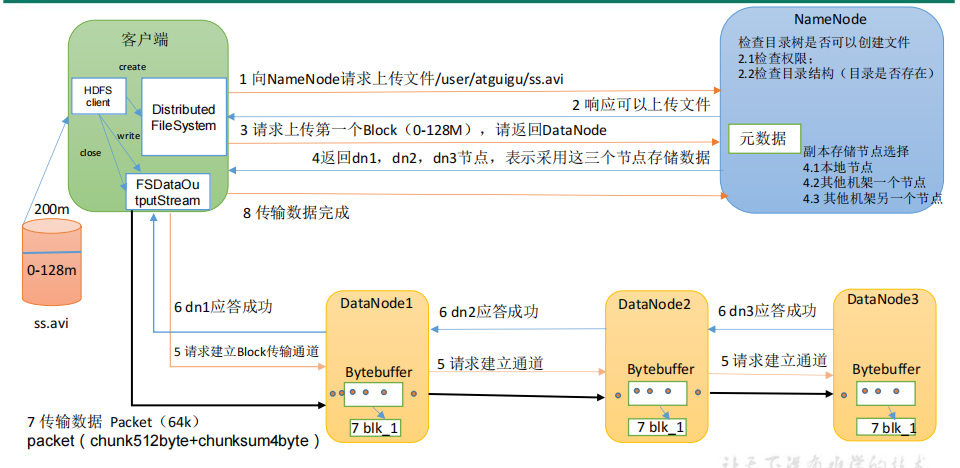 客户端
NameNode
create
HDFS
client
Distributed
FileSystem
write
close
FSDataOu
tputStream
1 向NameNode请求上传文件/user/atguigu/ss.avi
2 响应可以上传文件
3 请求上传第一个Block（0-128M），请返回DataNode
4返回dn1，dn2，dn3节点，表示采用这三个节点存储数据
8 传输数据完成
检查目录树是否可以创建文件
2.1检查权限；
2.2检查目录结构（目录是否存在）
元数据
副本存储节点选择
4.1本地节点
4.2其他机架一个节点
4.3 其他机架另一个节点
200m
0-128m
ss.avi
6 dn1应答成功
5 请求建立Block传输通道
DataNode1
Bytebuffer
7 blk_1
6 dn2应答成功
5 请求建立通道
DataNode2
Bytebuffer
7 blk_1
6 dn3应答成功
5 请求建立通道
DataNode3
Bytebuffer
7 blk_1
7 传输数据 Packet（64k）
packet（chunk512byte+chunksum4byte）